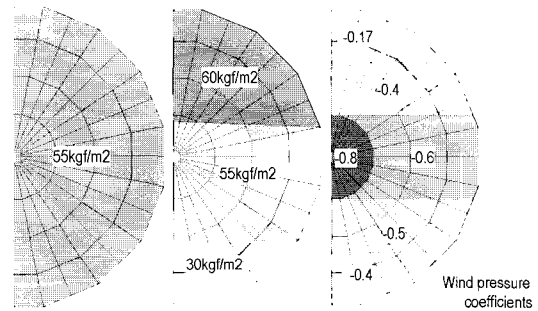 55kgf/m2
60kgf/m2
55kgf/m2
30kgf/m2
-0.17
-0.4
-0.8
-0.6
-0.5
-0.4
Wind pressure
coefficients